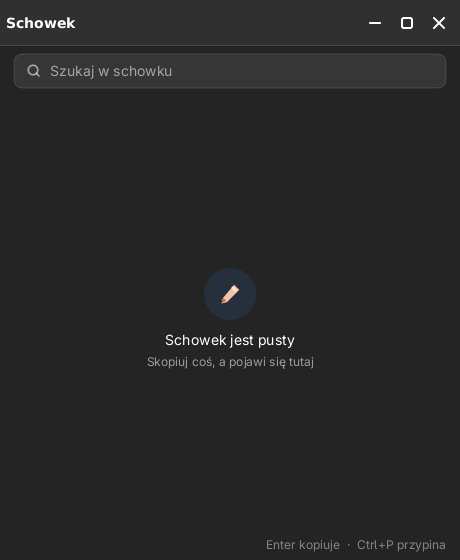 Schowek
Szukaj w schowku
Schowek jest pusty
Skopiuj coś, a pojawi się tutaj
Enter kopiuje · Ctrl+P przypina